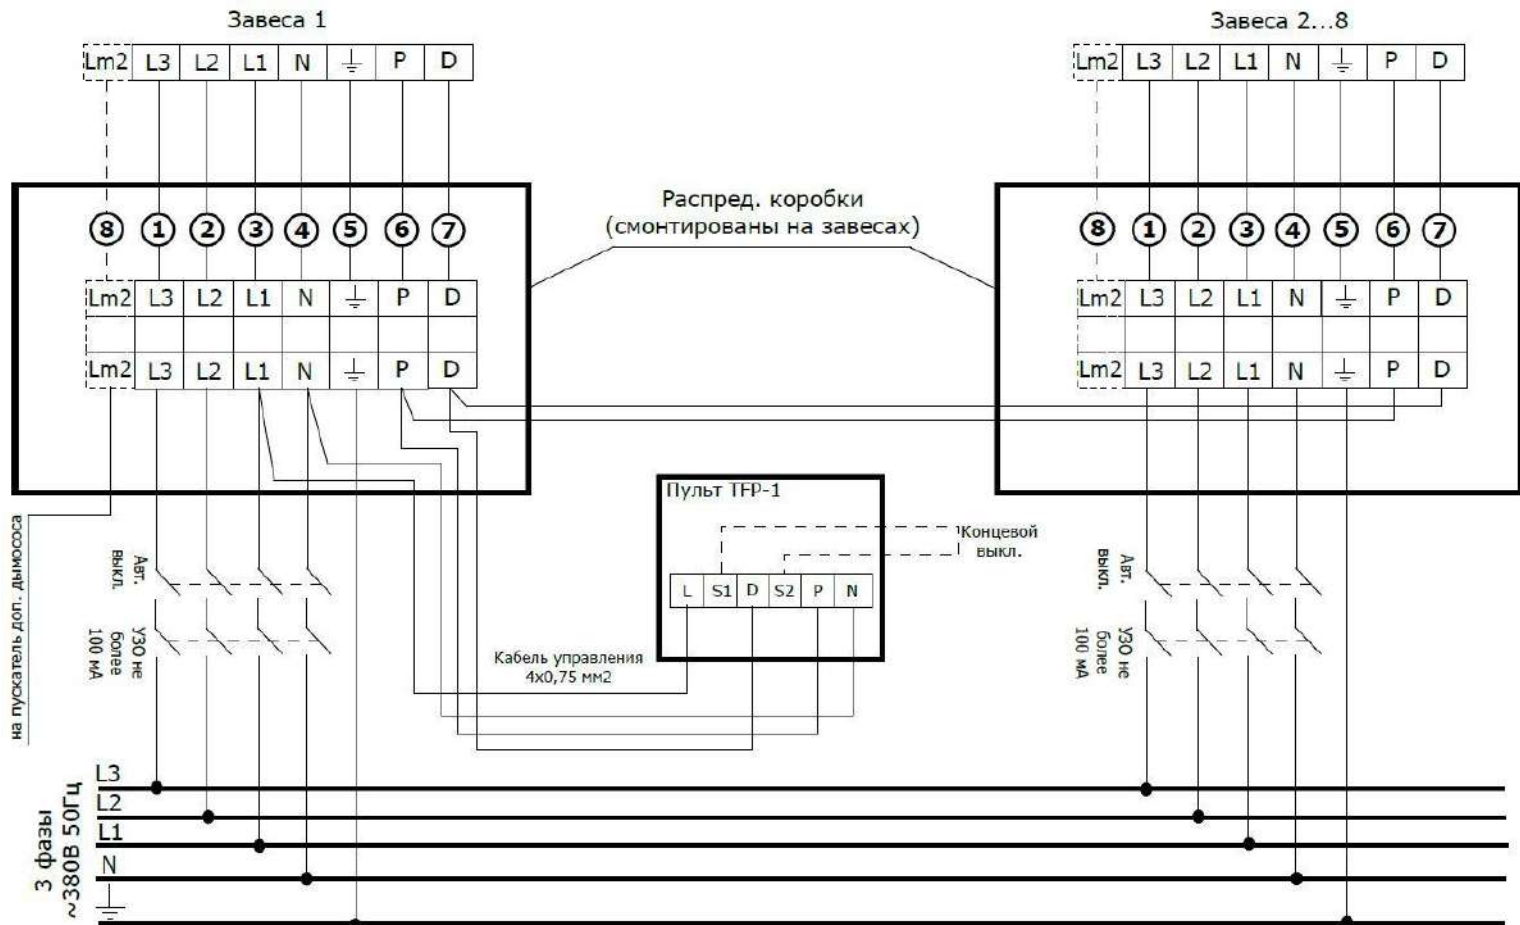 Завеса 1
Завеса 2...8
Lm2 L3 L2 L1 N P D
Lm2 L3 L2 L1 N P D
Распред. коробки
(смонтированы на завесах)
8 1 2 3 4 5 6 7
8 1 2 3 4 5 6 7
Lm2 L3 L2 L1 N P D
Lm2 L3 L2 L1 N P D
Lm2 L3 L2 L1 N P D
Lm2 L3 L2 L1 N P D
Пульт TFP-1
Концевой
выкл.
L S1 D S2 P N
на пускатель доп. дымососа
Авт.
выкл.
УЗО не
более
100 мА
Авт.
выкл.
УЗО не
более
100 мА
Кабель управления
4х0,75 мм2
L3
L2
L1
N
3 фазы
~380В 50Гц